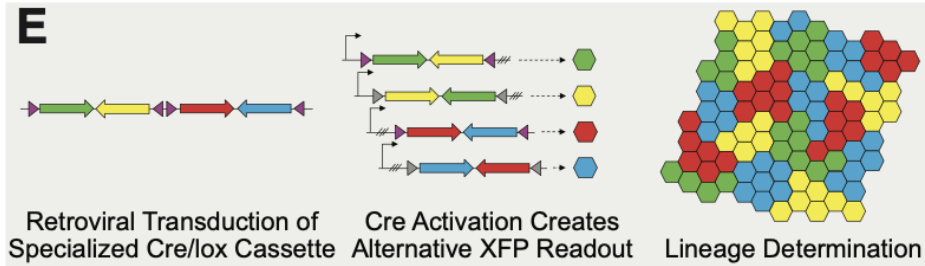 E
Retroviral Transduction of
Specialized Cre/lox Cassette
Cre Activation Creates
Alternative XFP Readout
Lineage Determination